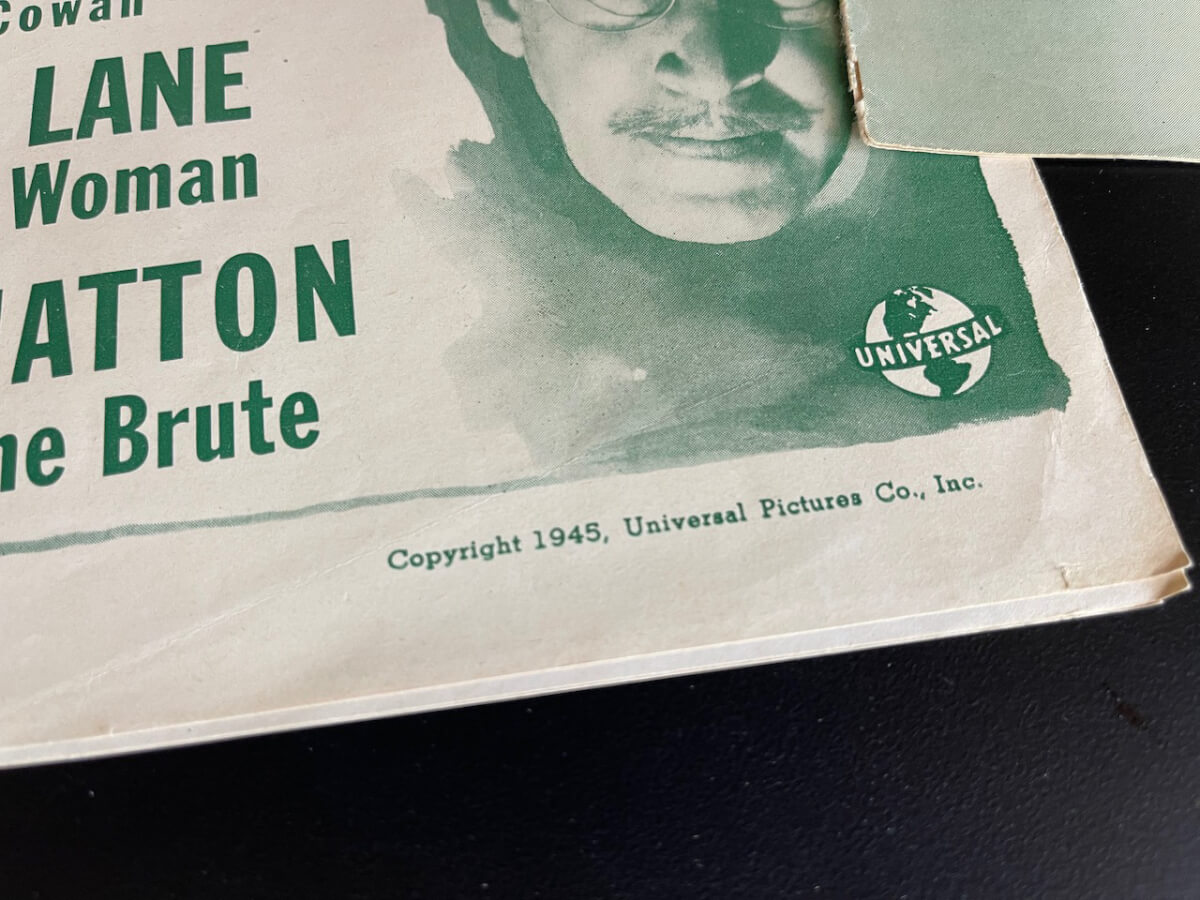 Cowan
LANE
Woman
ATTON
he Brute
UNIVERSAL
Copyright 1945, Universal Pictures Co., Inc.